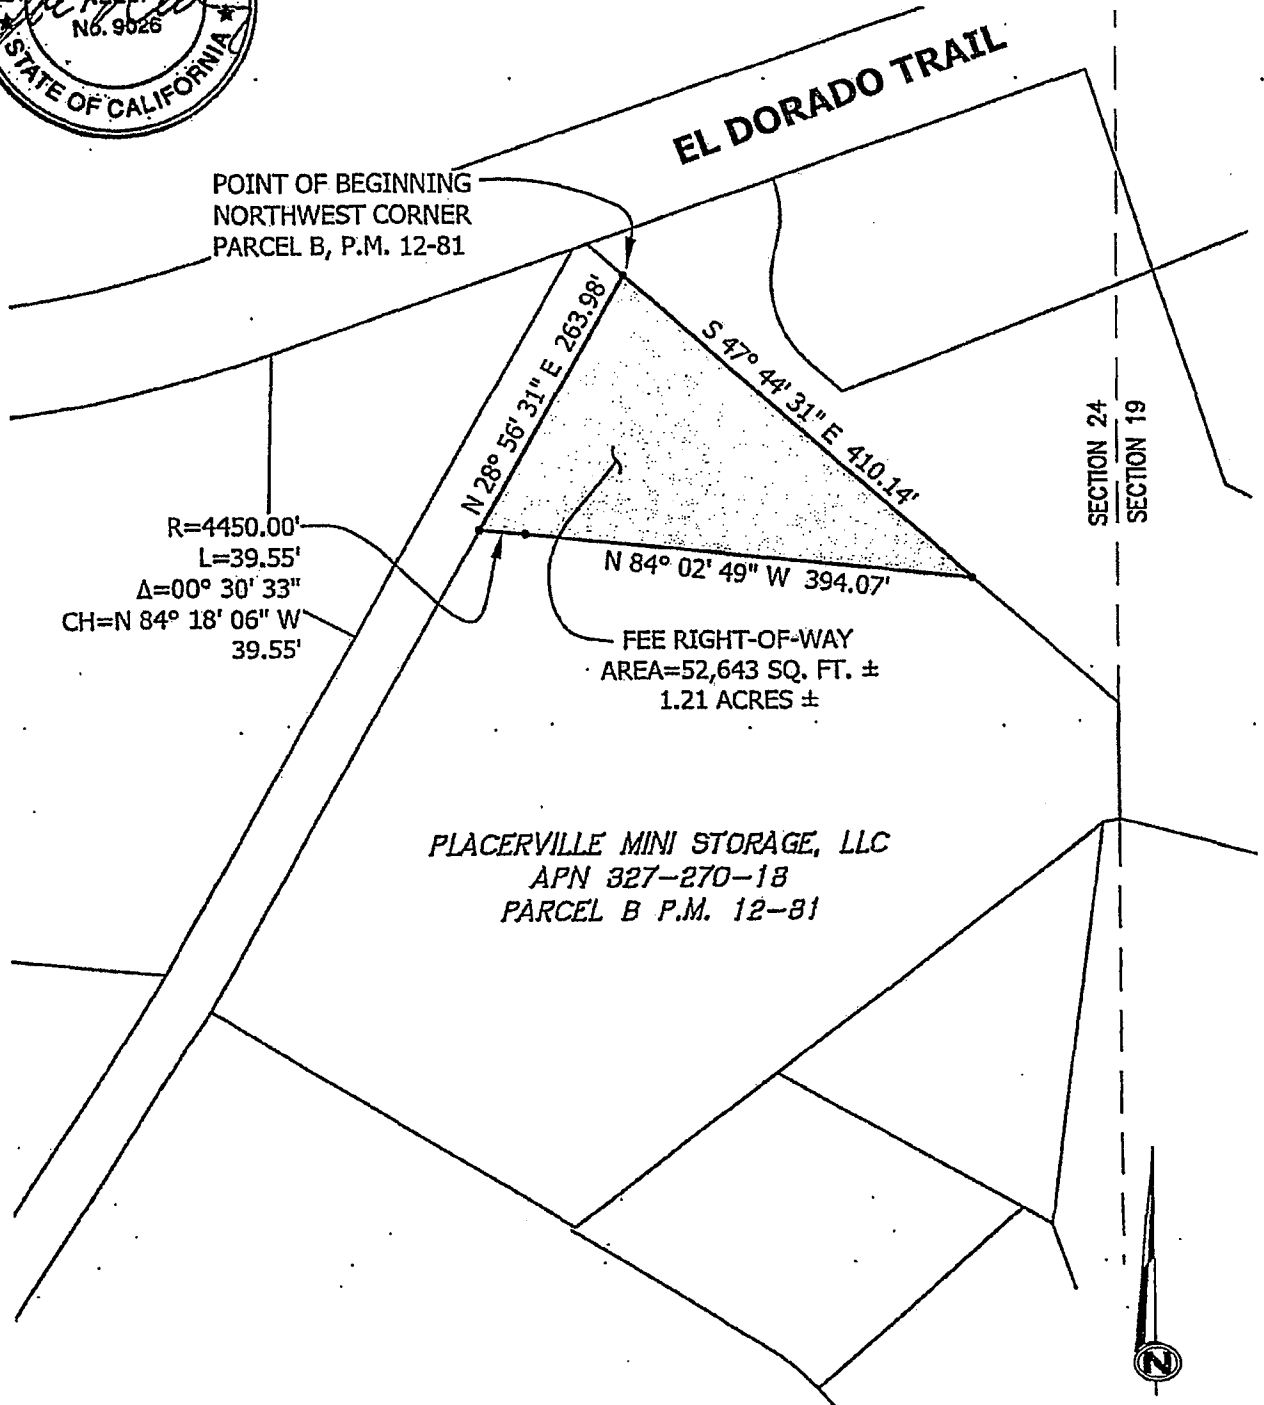 No. 9026
STATE OF CALIFORNIA
EL DORADO TRAIL
POINT OF BEGINNING
NORTHWEST CORNER
PARCEL B, P.M. 12-81
N 28° 56' 31" E 263.98'
S 47° 44' 31" E 410.14'
SECTION 24
SECTION 19
R=4450.00'
L=39.55'
Δ=00° 30' 33"
CH=N 84° 18' 06" W
39.55'
N 84° 02' 49" W 394.07'
FEE RIGHT-OF-WAY
AREA=52,643 SQ. FT. ±
1.21 ACRES ±
PLACERVILLE MINI STORAGE, LLC
APN 327-270-18
PARCEL B P.M. 12-81
N